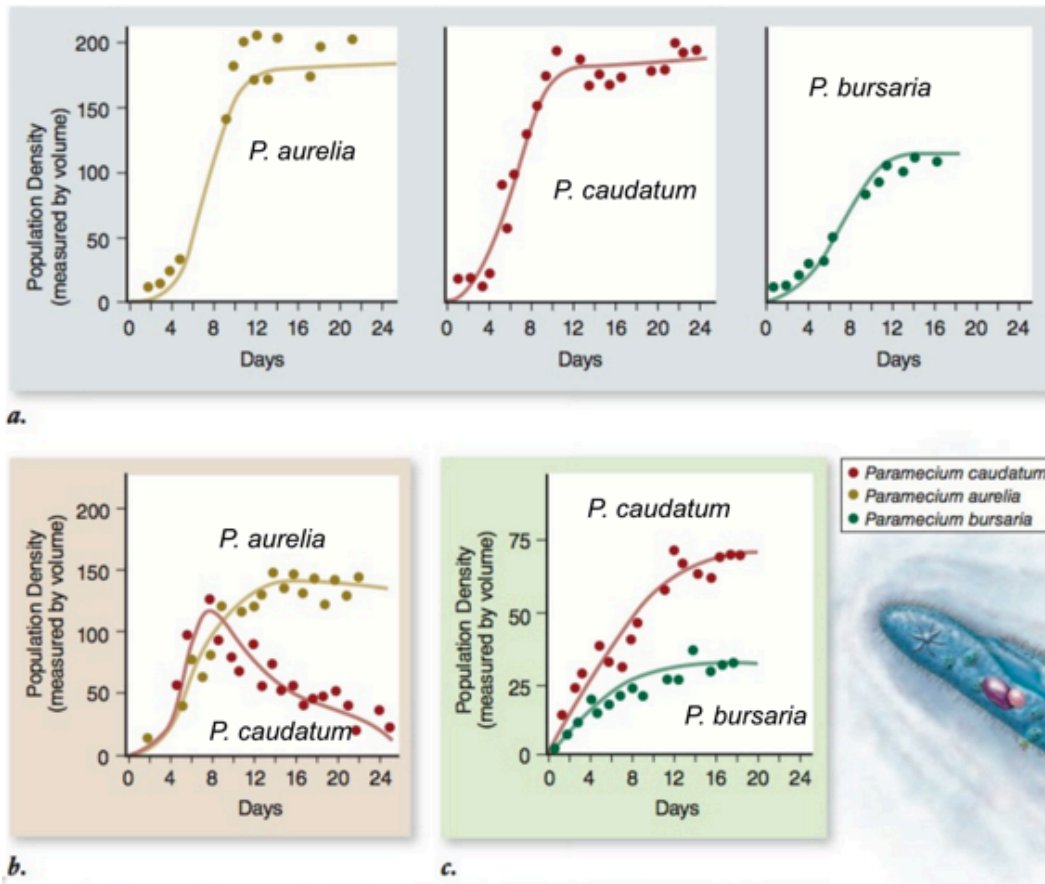 200
150
100
50
0
Population Density
(measured by volume)
P. aurelia
0 4 8 12 16 20 24
Days
P. caudatum
0 4 8 12 16 20 24
Days
P. bursaria
0 4 8 12 16 20 24
Days
a.
200
150
100
50
0
Population Density
(measured by volume)
P. aurelia
P. caudatum
0 4 8 12 16 20 24
Days
b.
75
50
25
0
Population Density
(measured by volume)
P. caudatum
P. bursaria
0 4 8 12 16 20 24
Days
c.
Paramecium caudatum
Paramecium aurelia
Paramecium bursaria